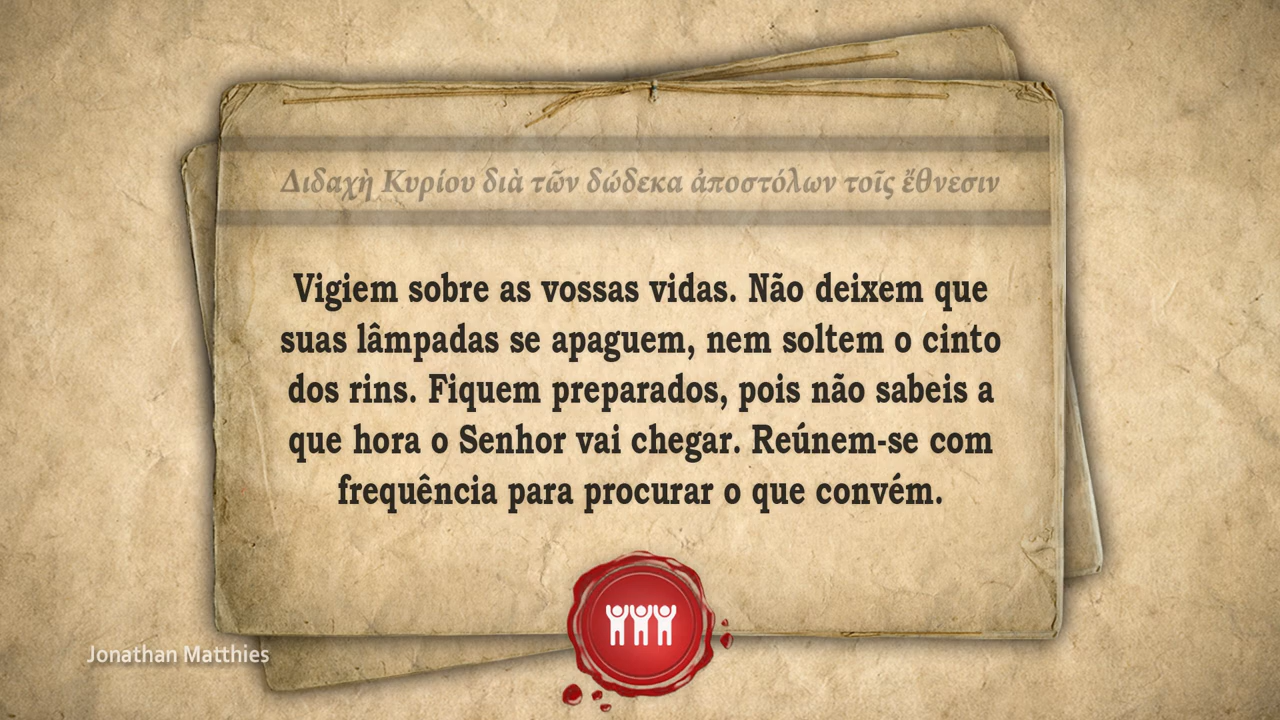 Διδαχὴ Κυρίου διὰ τῶν δώδεκα ἀποστόλων τοῖς ἔθνεσιν
Vigiem sobre as vossas vidas. Não deixem que
suas lâmpadas se apaguem, nem soltem o cinto
dos rins. Fiquem preparados, pois não sabeis a
que hora o Senhor vai chegar. Reúnem-se com
frequência para procurar o que convém.
Jonathan Matthies